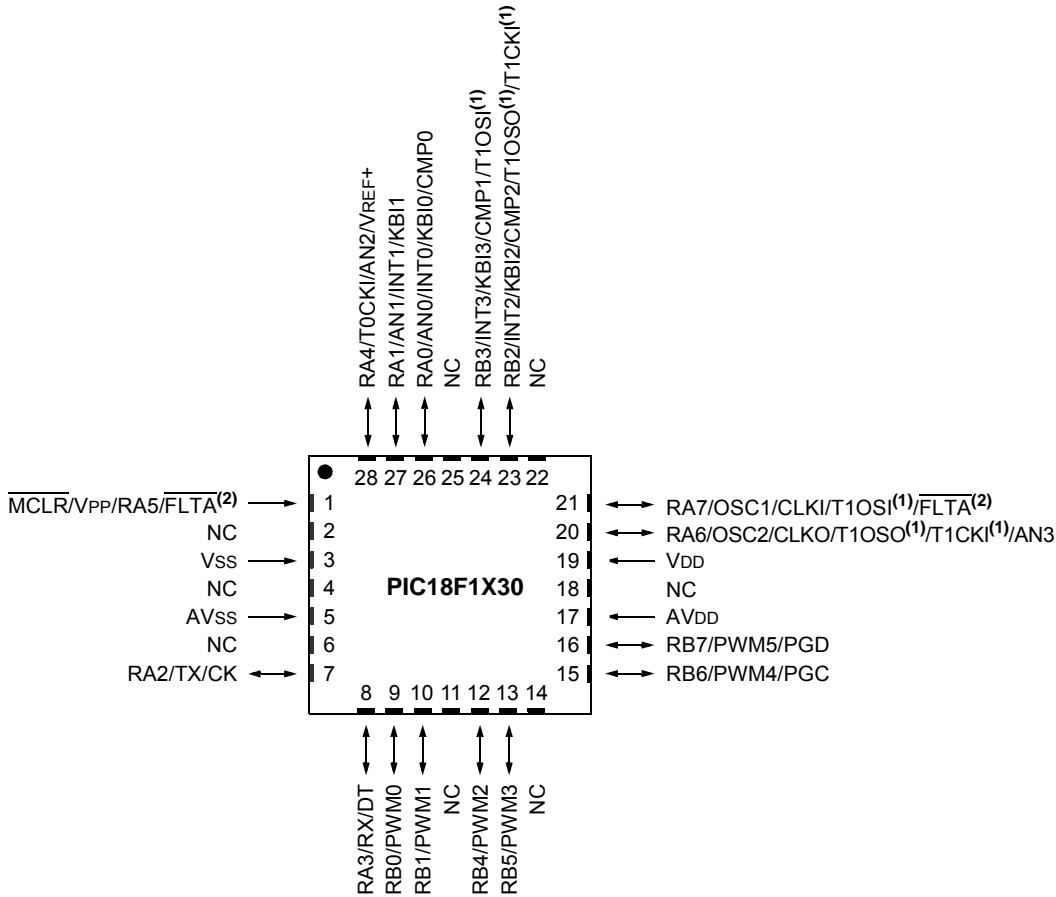 RA4/T0CKI/AN2/VREF+
RA1/AN1/INT1/KBI1
RA0/AN0/INT0/KBI0/CMP0
NC
RB3/INT3/KBI3/CMP1/T1OSI(1)
RB2/INT2/KBI2/CMP2/T1OSO(1)/T1CKI(1)
NC
28 27 26 25 24 23 22
MCLR/VPP/RA5/FLTA(2) 1
NC 2
VSS 3
NC 4
AVSS 5
NC 6
RA2/TX/CK 7
PIC18F1X30
21 RA7/OSC1/CLKI/T1OSI(1)/FLTA(2)
20 RA6/OSC2/CLKO/T1OSO(1)/T1CKI(1)/AN3
19 VDD
18 NC
17 AVDD
16 RB7/PWM5/PGD
15 RB6/PWM4/PGC
8 9 10 11 12 13 14
RA3/RX/DT
RB0/PWM0
RB1/PWM1
NC
RB4/PWM2
RB5/PWM3
NC